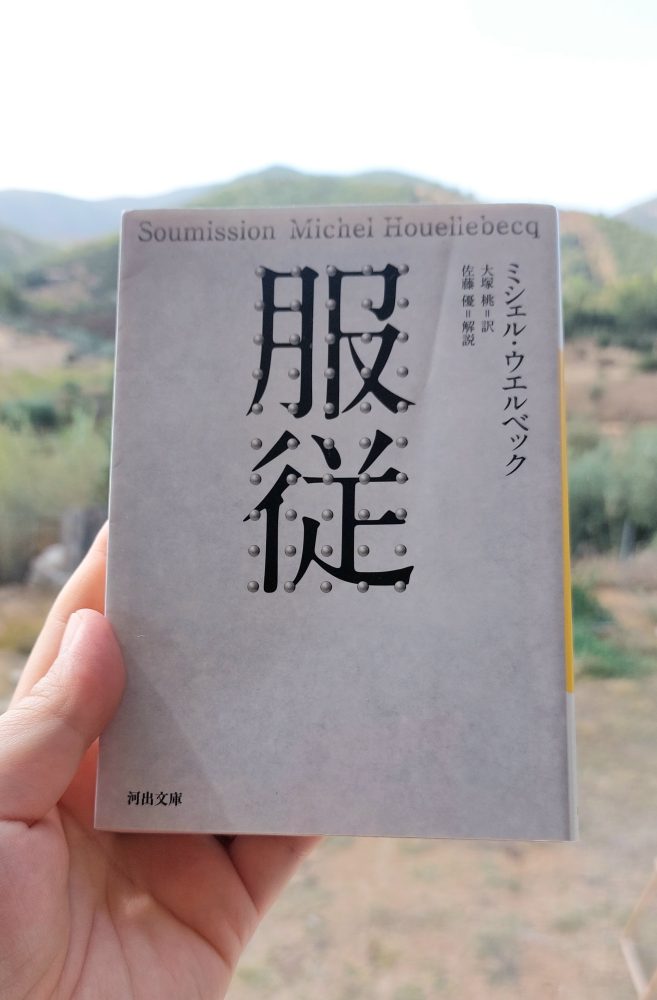 Soumission Michel Houellebecq
ミシェル・ウエルベック
大塚 桃=訳
佐藤 優=解説
服従
河出文庫